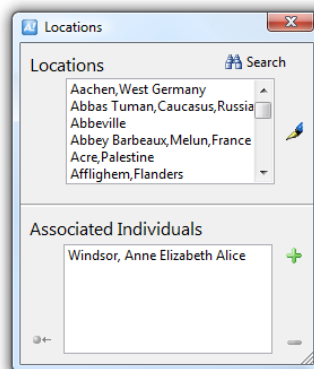 Locations
Locations Search
Aachen,West Germany
Abbas Tuman,Caucasus,Russia
Abbeville
Abbey Barbeaux,Melun,France
Acre,Palestine
Afflighem,Flanders
Associated Individuals
Windsor, Anne Elizabeth Alice